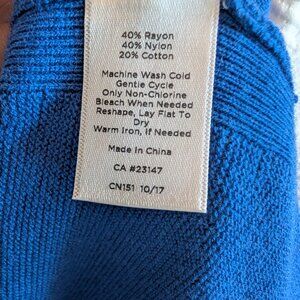 40% Rayon
40% Nylon
20% Cotton
Machine Wash Cold
Gentle Cycle
Only Non-Chlorine
Bleach When Needed
Reshape, Lay Flat To
Dry
Warm Iron, If Needed
Made in China
CA #23147
CN151 10/17